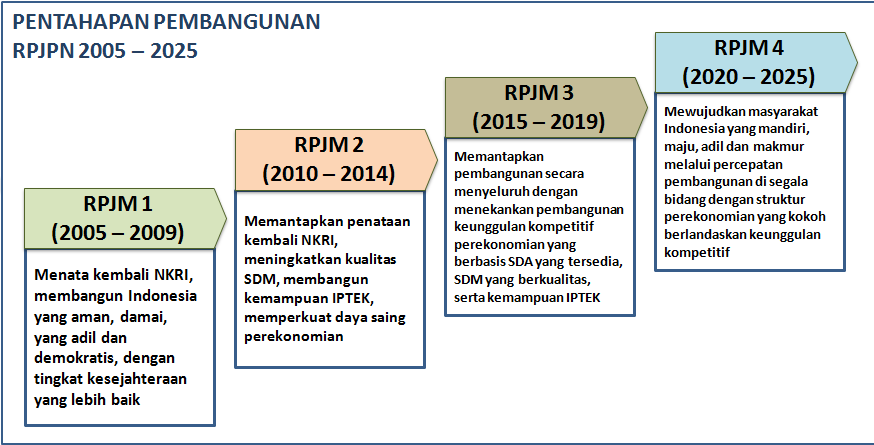 PENTAHAPAN PEMBANGUNAN
RPJPN 2005 – 2025
RPJM 1
(2005 – 2009)
Menata kembali NKRI,
membangun Indonesia
yang aman, damai,
yang adil dan
demokratis, dengan
tingkat kesejahteraan
yang lebih baik
RPJM 2
(2010 – 2014)
Memantapkan penataan
kembali NKRI,
meningkatkan kualitas
SDM, membangun
kemampuan IPTEK,
memperkuat daya saing
perekonomian
RPJM 3
(2015 – 2019)
Memantapkan
pembangunan secara
menyeluruh dengan
menekankan pembangunan
keunggulan kompetitif
perekonomian yang
berbasis SDA yang tersedia,
SDM yang berkualitas,
serta kemampuan IPTEK
RPJM 4
(2020 – 2025)
Mewujudkan masyarakat
Indonesia yang mandiri,
maju, adil dan makmur
melalui percepatan
pembangunan di segala
bidang dengan struktur
perekonomian yang kokoh
berlandaskan keunggulan
kompetitif